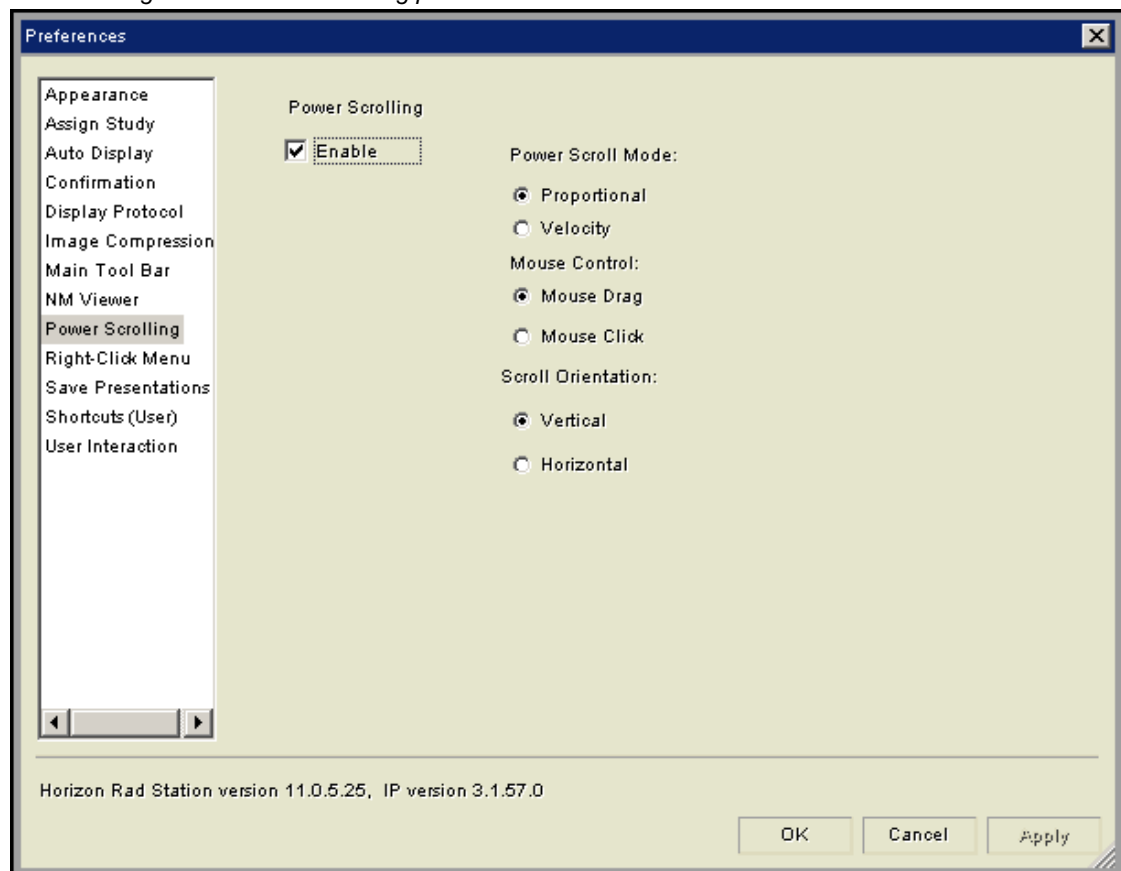 Preferences
Appearance
Assign Study
Auto Display
Confirmation
Display Protocol
Image Compression
Main Tool Bar
NM Viewer
Power Scrolling
Right-Click Menu
Save Presentations
Shortcuts (User)
User Interaction
Power Scrolling
Enable
Power Scroll Mode:
Proportional
Velocity
Mouse Control:
Mouse Drag
Mouse Click
Scroll Orientation:
Vertical
Horizontal
Horizon Rad Station version 11.0.5.25, IP version 3.1.57.0
OK
Cancel
Apply